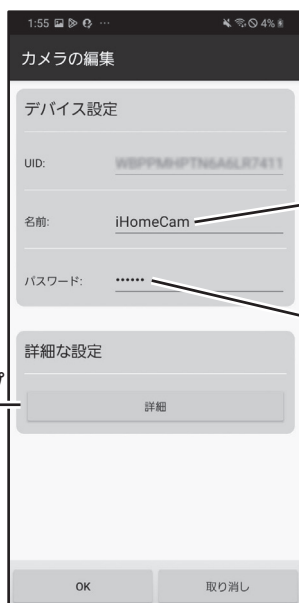 1:55 … 4%
カメラの編集
デバイス設定
UID:
名前: iHomeCam
パスワード: ••••••
詳細な設定
プ
詳細
OK 取り消し